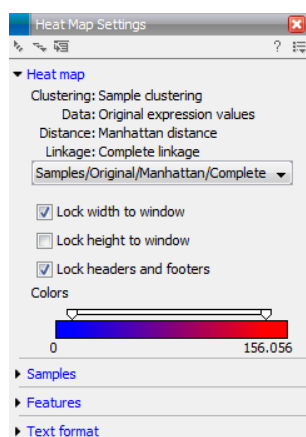 Heat Map Settings
?
Heat map
Clustering: Sample clustering
Data: Original expression values
Distance: Manhattan distance
Linkage: Complete linkage
Samples/Original/Manhattan/Complete
Lock width to window
Lock height to window
Lock headers and footers
Colors
0 156.056
Samples
Features
Text format